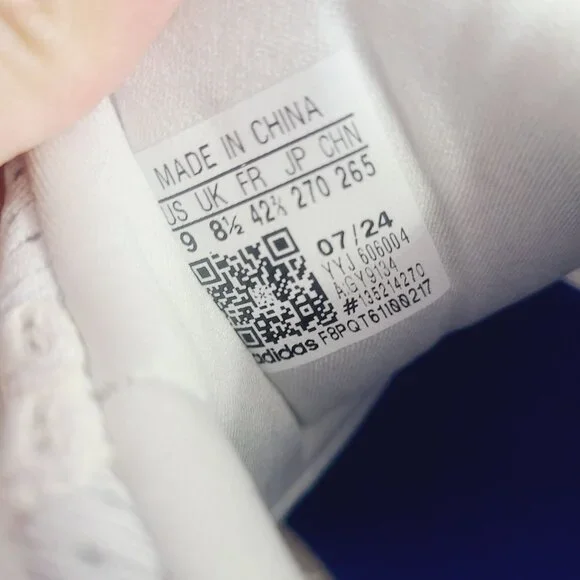 MADE IN CHINA
US UK FR JP CHN
9 8½ 42⅔ 270 265
07/24
YYJ 606004
AGY9134
#135214270
adidas F8PQT61I00217